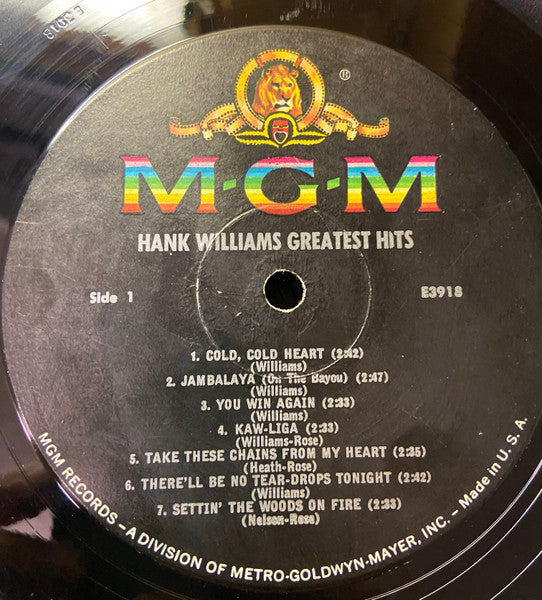 E3918
®
M-G-M
HANK WILLIAMS GREATEST HITS
Side 1
E3918
1. COLD, COLD HEART (2:42)
(Williams)
2. JAMBALAYA (On The Bayou) (2:47)
(Williams)
3. YOU WIN AGAIN (2:33)
(Williams)
4. KAW-LIGA (2:33)
(Williams-Rose)
5. TAKE THESE CHAINS FROM MY HEART (2:35)
(Heath-Rose)
6. THERE'LL BE NO TEAR-DROPS TONIGHT (2:42)
(Williams)
7. SETTIN' THE WOODS ON FIRE (2:33)
(Nelson-Rose)
MGM RECORDS – A DIVISION OF METRO-GOLDWYN-MAYER, INC. – Made in U. S. A.